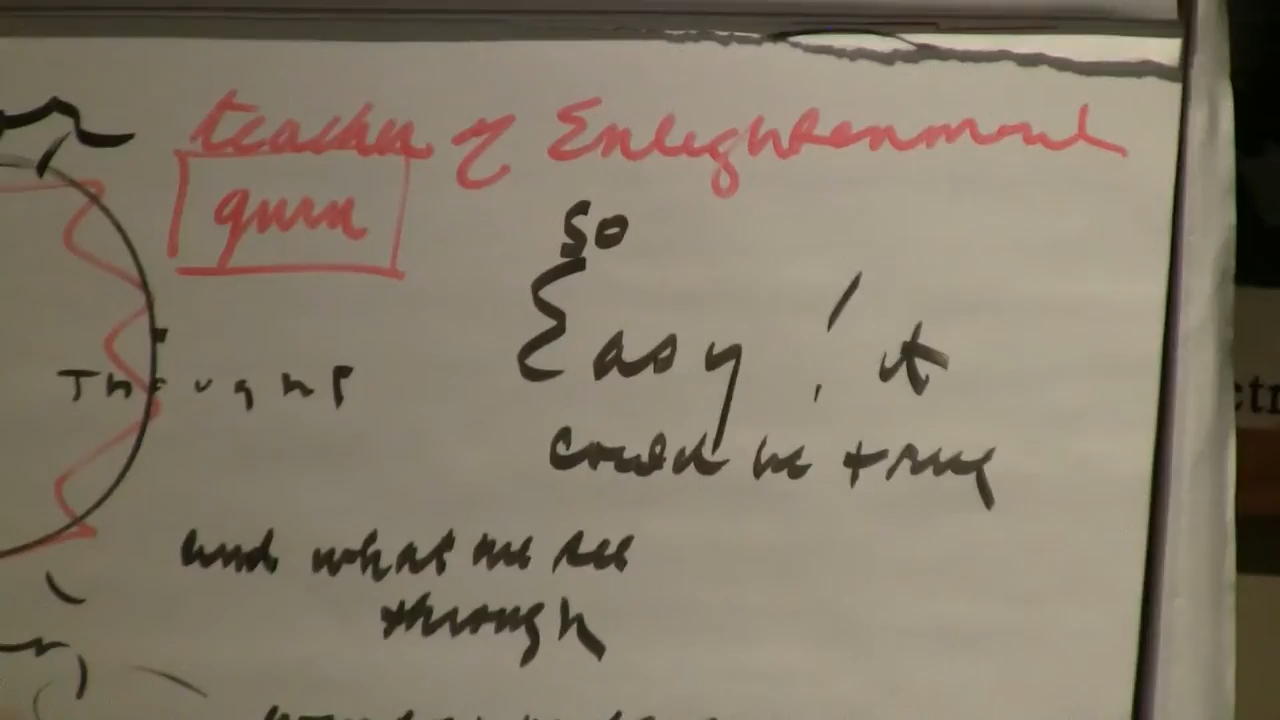 teacher of Enlightenment
guru
so
Easy! it
could be true
Thought
and what we see
through